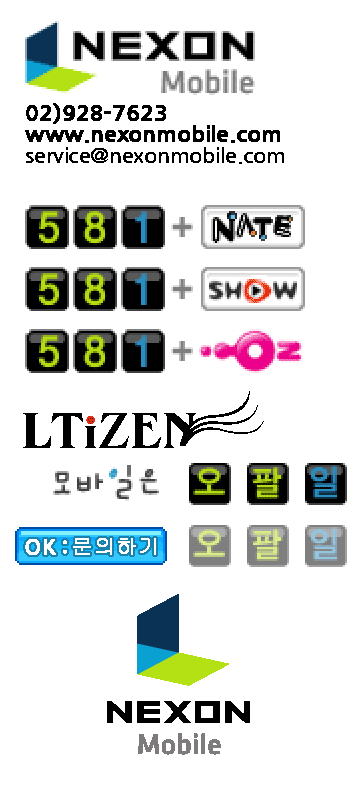 NEXON
Mobile
02)928-7623
www.nexonmobile.com
service@nexonmobile.com
581+NATE
581+SHOW
581+OZ
LTiZEN
모바일은 오팔일
OK:문의하기 오팔일
NEXON
Mobile